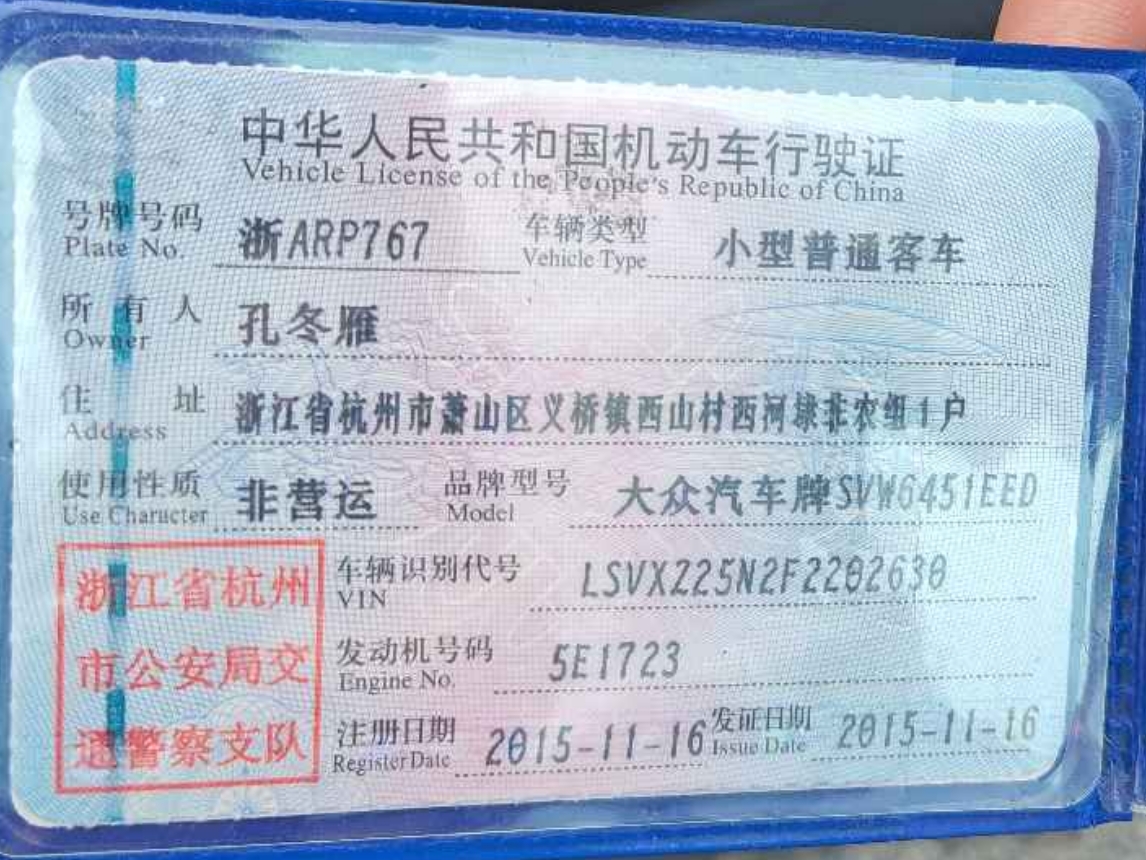 中华人民共和国机动车行驶证
Vehicle License of the People's Republic of China
号牌号码 浙ARP767 车辆类型 小型普通客车
Plate No. Vehicle Type
所有人 孔冬雁
Owner
住址 浙江省杭州市萧山区义桥镇西山村西河埭非农组1户
Address
使用性质 非营运 品牌型号 大众汽车牌SVW6451EED
Use Character Model
浙江省杭州 车辆识别代号 LSVXZ25N2F2202630
VIN
市公安局交 发动机号码 5E1723
Engine No.
通警察支队 注册日期 2015-11-16 发证日期 2015-11-16
Register Date Issue Date